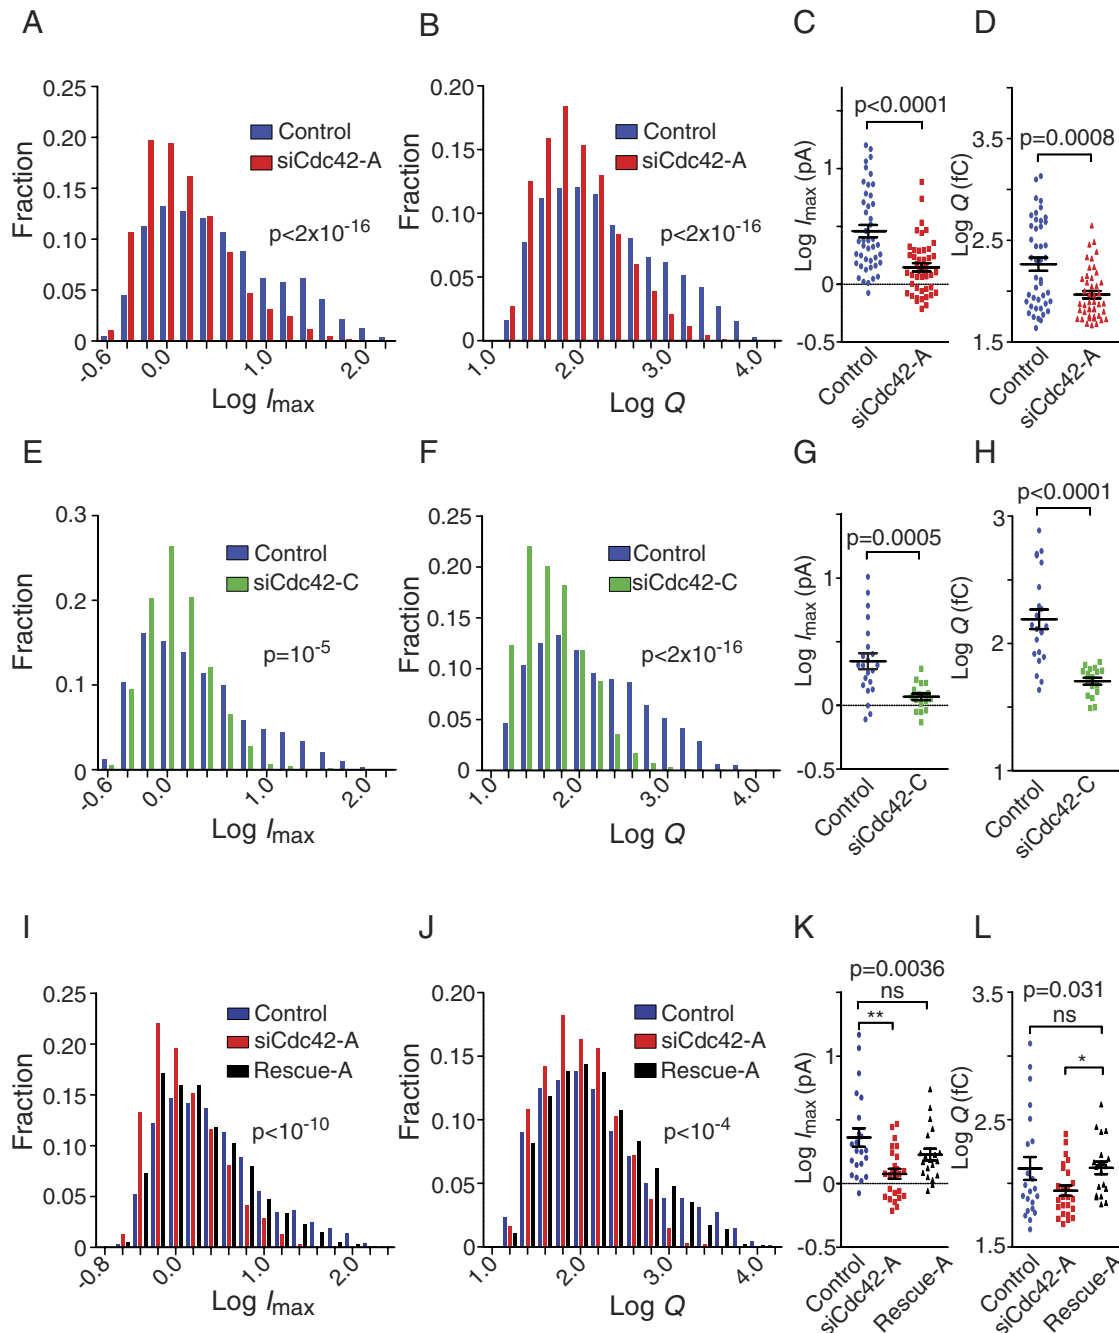 A
B
C
D
0.25
0.20
0.15
0.10
0.05
0
Fraction
Control
siCdc42-A
p<2x10-16
-0.6
0.0
1.0
2.0
Log Imax
0.20
0.15
0.10
0.05
0
Fraction
Control
siCdc42-A
p<2x10-16
1.0
2.0
3.0
4.0
Log Q
p<0.0001
1
0
-0.5
Log Imax (pA)
Control
siCdc42-A
p=0.0008
3.5
2.5
1.5
Log Q (fC)
Control
siCdc42-A
E
F
G
H
0.3
0.2
0.1
0
Fraction
Control
siCdc42-C
p=10-5
-0.6
0.0
1.0
2.0
Log Imax
0.25
0.20
0.15
0.10
0.05
0
Fraction
Control
siCdc42-C
p<2x10-16
1.0
2.0
3.0
4.0
Log Q
p=0.0005
1
0
-0.5
Log Imax (pA)
Control
siCdc42-C
p<0.0001
3
2
1
Log Q (fC)
Control
siCdc42-C
I
J
K
L
0.25
0.20
0.15
0.10
0.05
0
Fraction
Control
siCdc42-A
Rescue-A
p<10-10
-0.8
0.0
1.0
2.0
Log Imax
0.20
0.15
0.10
0.05
0
Fraction
Control
siCdc42-A
Rescue-A
p<10-4
1.0
2.0
3.0
4.0
Log Q
p=0.0036
ns
**
1
0
-0.5
Log Imax (pA)
Control
siCdc42-A
Rescue-A
p=0.031
ns
*
3.5
2.5
1.5
Log Q (fC)
Control
siCdc42-A
Rescue-A